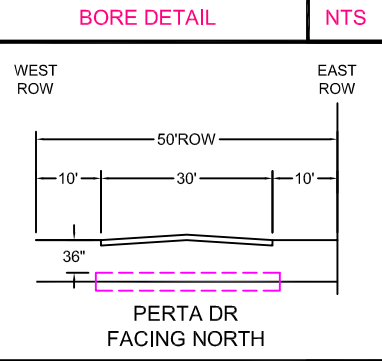 BORE DETAIL
NTS
WEST
ROW
EAST
ROW
50'ROW
10'
30'
10'
36"
PERTA DR
FACING NORTH